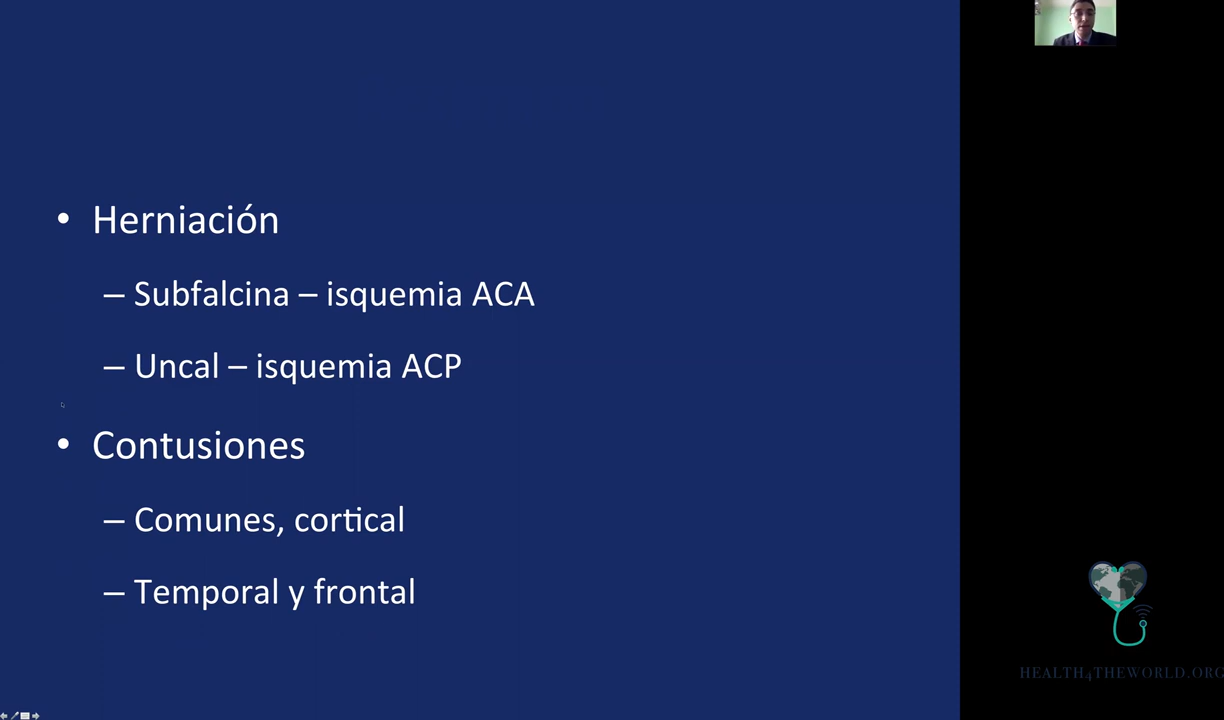 • Herniación
– Subfalcina – isquemia ACA
– Uncal – isquemia ACP
• Contusiones
– Comunes, cortical
– Temporal y frontal
HEALTH4THEWORLD.ORG